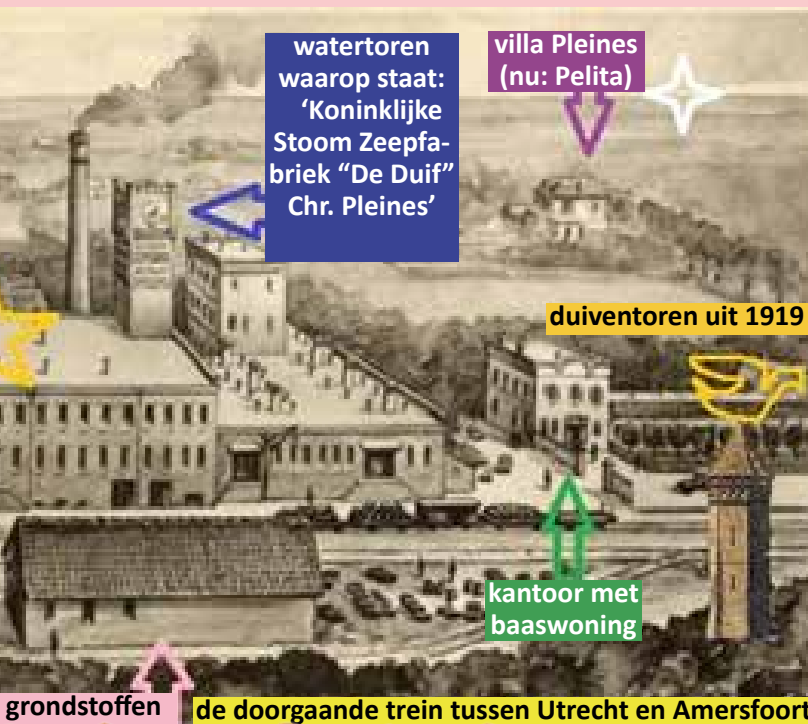 watertoren
waarop staat:
‘Koninklijke
Stoom Zeepfa-
briek “De Duif”
Chr. Pleines’
villa Pleines
(nu: Pelita)
duiventoren uit 1919
kantoor met
baaswoning
grondstoffen
de doorgaande trein tussen Utrecht en Amersfoort